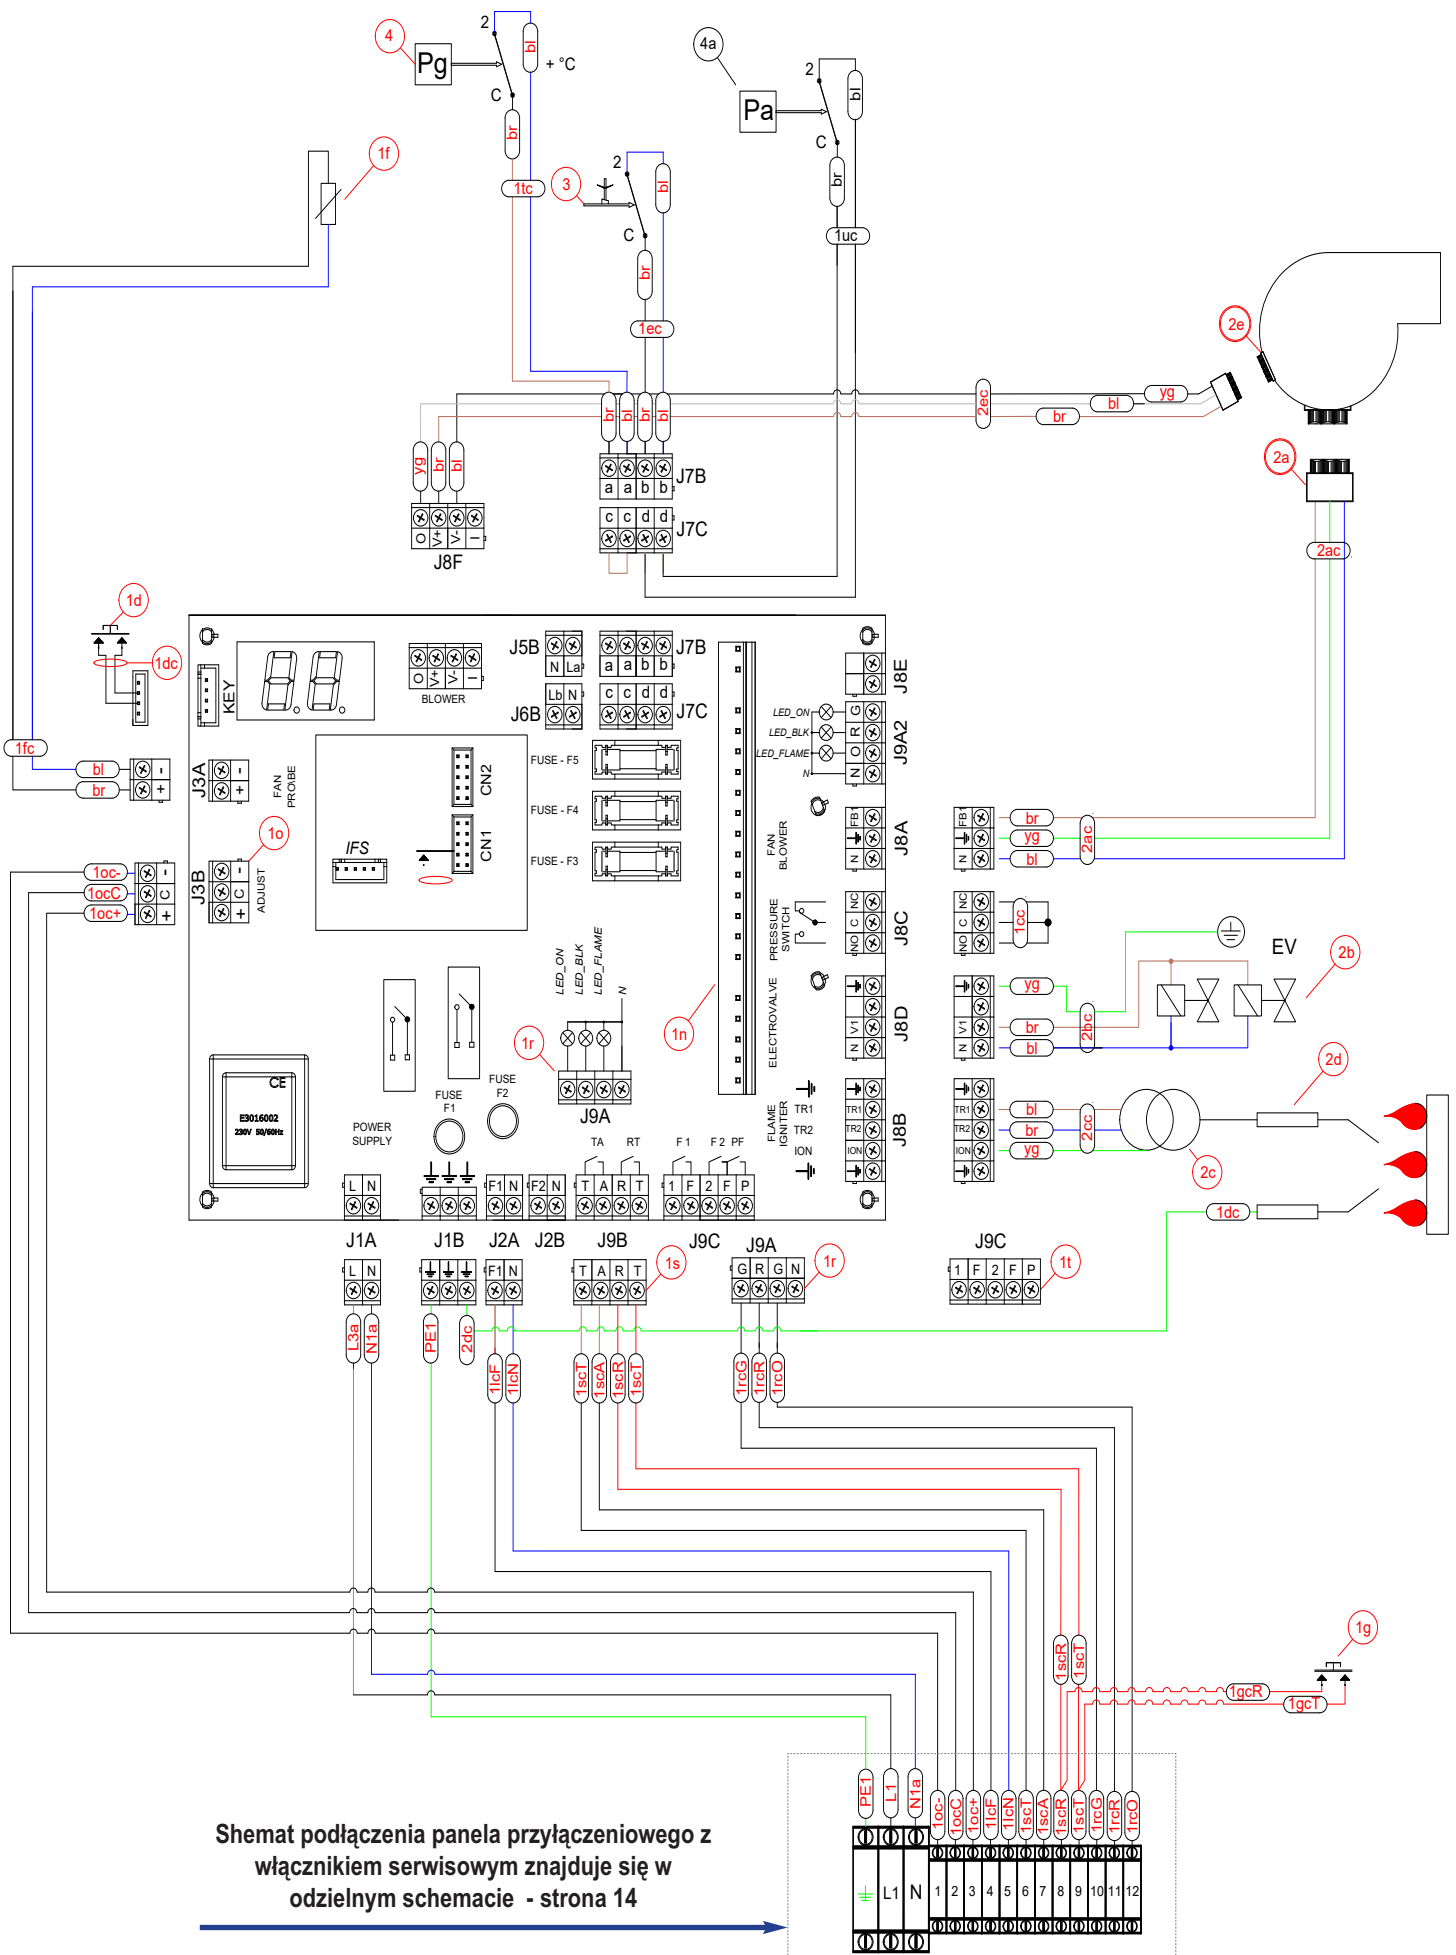 4
Pg
2
bl
+ °C
C
br
1tc
4a
Pa
2
bl
C
br
1uc
1f
3
2
bl
C
br
1ec
2e
2ec
yg
bl
br
2a
2ac
br
bl
br
bl
a a b b
J7B
c c d d
J7C
yg
br
bl
O V+ V- I
J8F
1d
1dc
KEY
O V+ V- I
BLOWER
J5B
N La
Lb N
J6B
a a b b
J7B
c c d d
J7C
J8E
LED_ON
LED_BLK
LED_FLAME
N
G
R
O
N
J9A2
1fc
bl
br
-
+
J3A
-
+
FAN
PROBE
CN2
CN1
IFS
FUSE - F5
FUSE - F4
FUSE - F3
FAN
BLOWER
FB1
N
J8A
FB1
N
br
yg
bl
2ac
1oc-
1ocC
1oc+
-
C
+
J3B
-
C
+
ADJUST
1o
PRESSURE
SWITCH
NC
C
NO
J8C
NC
C
NO
1cc
LED_ON
LED_BLK
LED_FLAME
N
1r
J9A
1n
ELECTROVALVE
V1
N
J8D
V1
N
yg
br
bl
2bc
EV
2b
CE
E3016002
230V 50/60Hz
POWER
SUPPLY
FUSE
F1
FUSE
F2
FLAME
IGNITER
TR1
TR2
ION
TR1
TR2
ION
J8B
TR1
TR2
ION
bl
br
yg
2cc
2c
2d
1dc
TA RT F 1 F 2 PF
L N
F1 N
F2 N
T A R T
1 F 2 F P
J1A
J1B
J2A
J2B
J9B
J9C
J9A
J9C
L N
F1 N
T A R T
1s
G R G N
1r
1 F 2 F P
1t
L3a
N1a
PE1
2dc
1lcF
1lcN
1scT
1scA
1scR
1scT
1rcG
1rcR
1rcO
1scR
1scT
1g
1gcR
1gcT
PE1
L1
N1a
1oc-
1ocC
1oc+
1lcF
1lcN
1scT
1scA
1scR
1scT
1rcG
1rcR
1rcO
L1 N 1 2 3 4 5 6 7 8 9 10 11 12
Shemat podłączenia panela przyłączeniowego z
włącznikiem serwisowym znajduje się w
odzielnym schemacie - strona 14